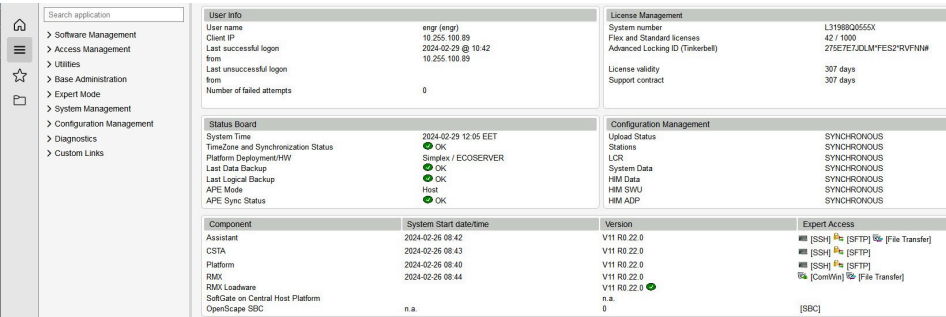 Search application
Software Management
Access Management
Utilities
Base Administration
Expert Mode
System Management
Configuration Management
Diagnostics
Custom Links
User Info
User name engr (engr)
Client IP 10.255.100.89
Last successful logon 2024-02-29 @ 10:42
from 10.255.100.89
Last unsuccessful logon
from
Number of failed attempts 0
License Management
System number L31988Q0555X
Flex and Standard licenses 42 / 1000
Advanced Locking ID (Tinkerbell) 275E7E7JDLM*FES2*RVFNN#
License validity 307 days
Support contract 307 days
Status Board
System Time 2024-02-29 12:05 EET
TimeZone and Synchronization Status OK
Platform Deployment/HW Simplex / ECOSERVER
Last Data Backup OK
Last Logical Backup OK
APE Mode Host
APE Sync Status OK
Configuration Management
Upload Status SYNCHRONOUS
Stations SYNCHRONOUS
LCR SYNCHRONOUS
System Data SYNCHRONOUS
HIM Data SYNCHRONOUS
HIM SWU SYNCHRONOUS
HIM ADP SYNCHRONOUS
Component System Start date/time Version Expert Access
Assistant 2024-02-26 08:42 V11 R0.22.0 [SSH] [SFTP] [File Transfer]
CSTA 2024-02-26 08:43 V11 R0.22.0 [SSH] [SFTP]
Platform 2024-02-26 08:40 V11 R0.22.0 [SSH] [SFTP]
RMX 2024-02-26 08:44 V11 R0.22.0 [ComWin] [File Transfer]
RMX Loadware V11 R0.22.0
SoftGate on Central Host Platform n.a.
OpenScape SBC n.a. 0 [SBC]